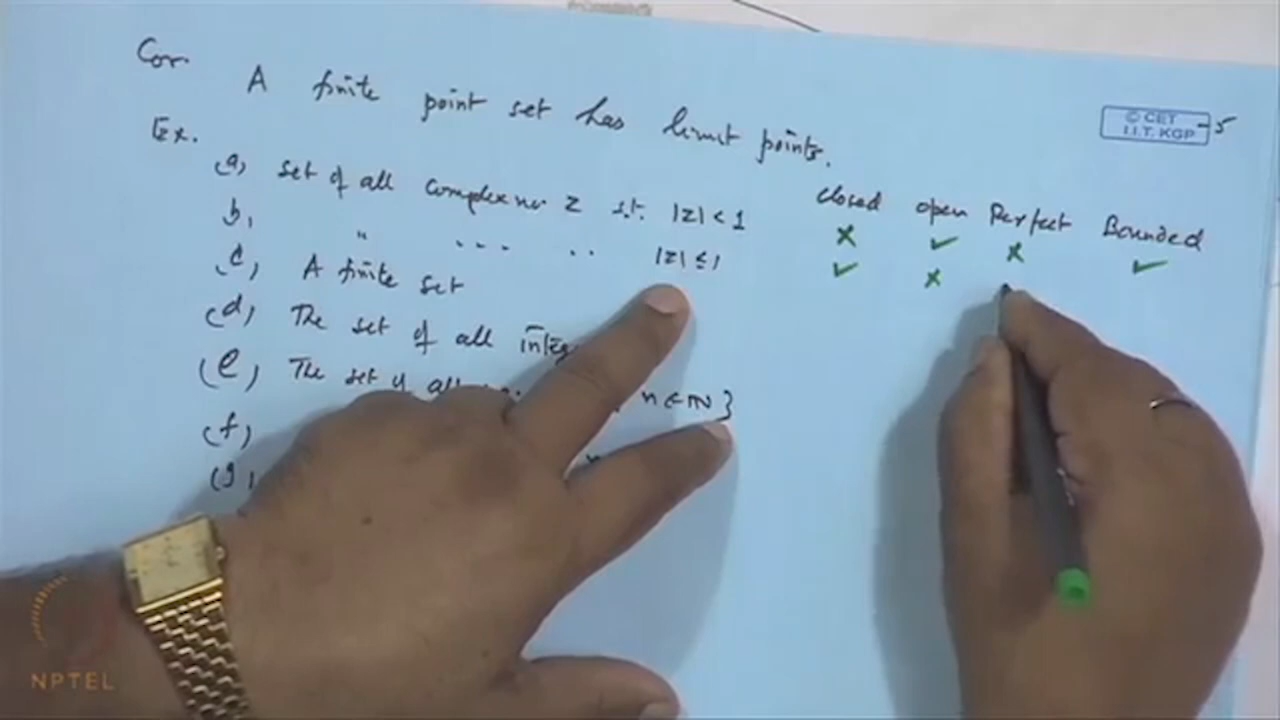 Cor. A finite point set has limit points.
© CET
I.I.T. KGP
-5
Ex.
closed open Perfect Bounded
(a) Set of all Complex no. Z s.t. |z| < 1 ✗ ✓ ✗ ✓
b) " .... .. |z| ≤ 1 ✓ ✗
(c) A finite set
(d) The set of all
(e) The set of all n ∈ ℕ }
(f)
(g)
NPTEL